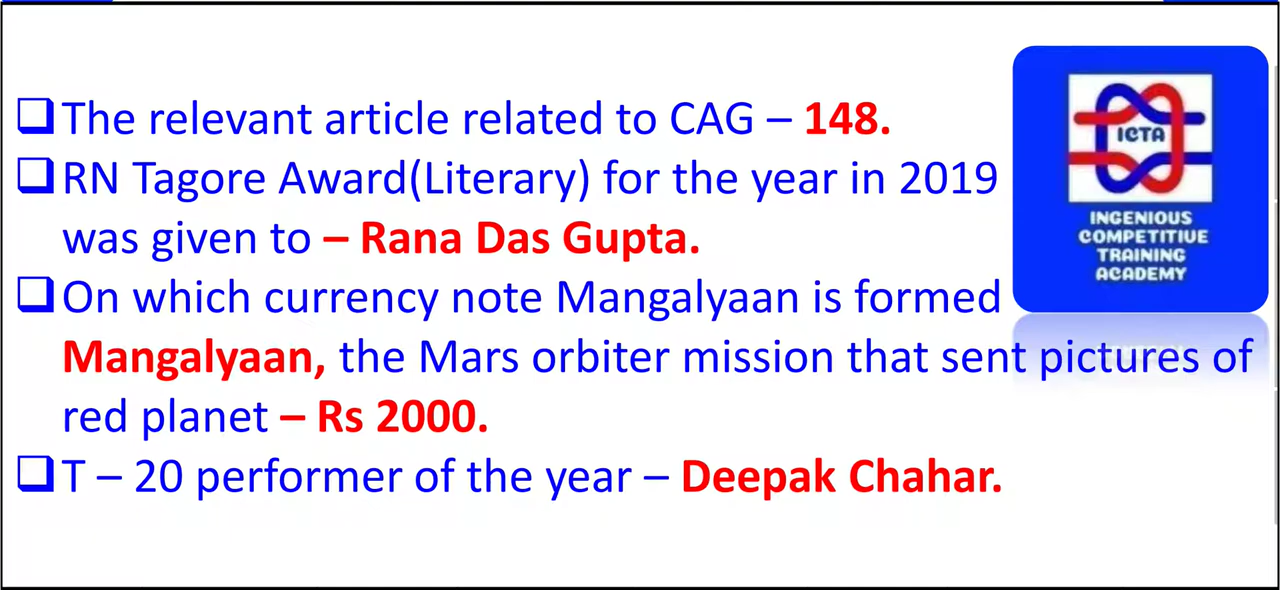 ❑The relevant article related to CAG – 148.
❑RN Tagore Award(Literary) for the year in 2019
was given to – Rana Das Gupta.
❑On which currency note Mangalyaan is formed
Mangalyaan, the Mars orbiter mission that sent pictures of
red planet – Rs 2000.
❑T – 20 performer of the year – Deepak Chahar.
ICTA
INGENIOUS
COMPETITIVE
TRAINING
ACADEMY